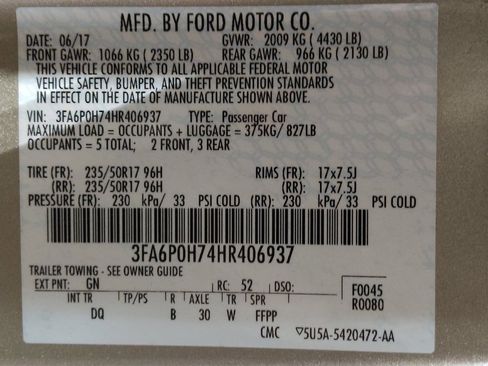 MFD. BY FORD MOTOR CO.
DATE: 06/17 GVWR: 2009 KG ( 4430 LB)
FRONT GAWR: 1066 KG ( 2350 LB) REAR GAWR: 966 KG ( 2130 LB)
THIS VEHICLE CONFORMS TO ALL APPLICABLE FEDERAL MOTOR
VEHICLE SAFETY, BUMPER, AND THEFT PREVENTION STANDARDS
IN EFFECT ON THE DATE OF MANUFACTURE SHOWN ABOVE.
VIN: 3FA6P0H74HR406937 TYPE: Passenger Car
MAXIMUM LOAD = OCCUPANTS + LUGGAGE = 375KG/ 827LB
OCCUPANTS = 5 TOTAL; 2 FRONT, 3 REAR
TIRE (FR): 235/50R17 96H RIMS (FR): 17x7.5J
(RR): 235/50R17 96H (RR): 17x7.5J
PRESSURE (FR): 230 kPa/ 33 PSI COLD (RR): 230 kPa/ 33 PSI COLD
3FA6P0H74HR406937
TRAILER TOWING - SEE OWNER GUIDE
EXT PNT: GN RC: 52 DSO: F0045
INT TR TP/PS R AXLE TR SPR R0080
DQ B 30 W FFPP
CMC ▽5U5A-5420472-AA